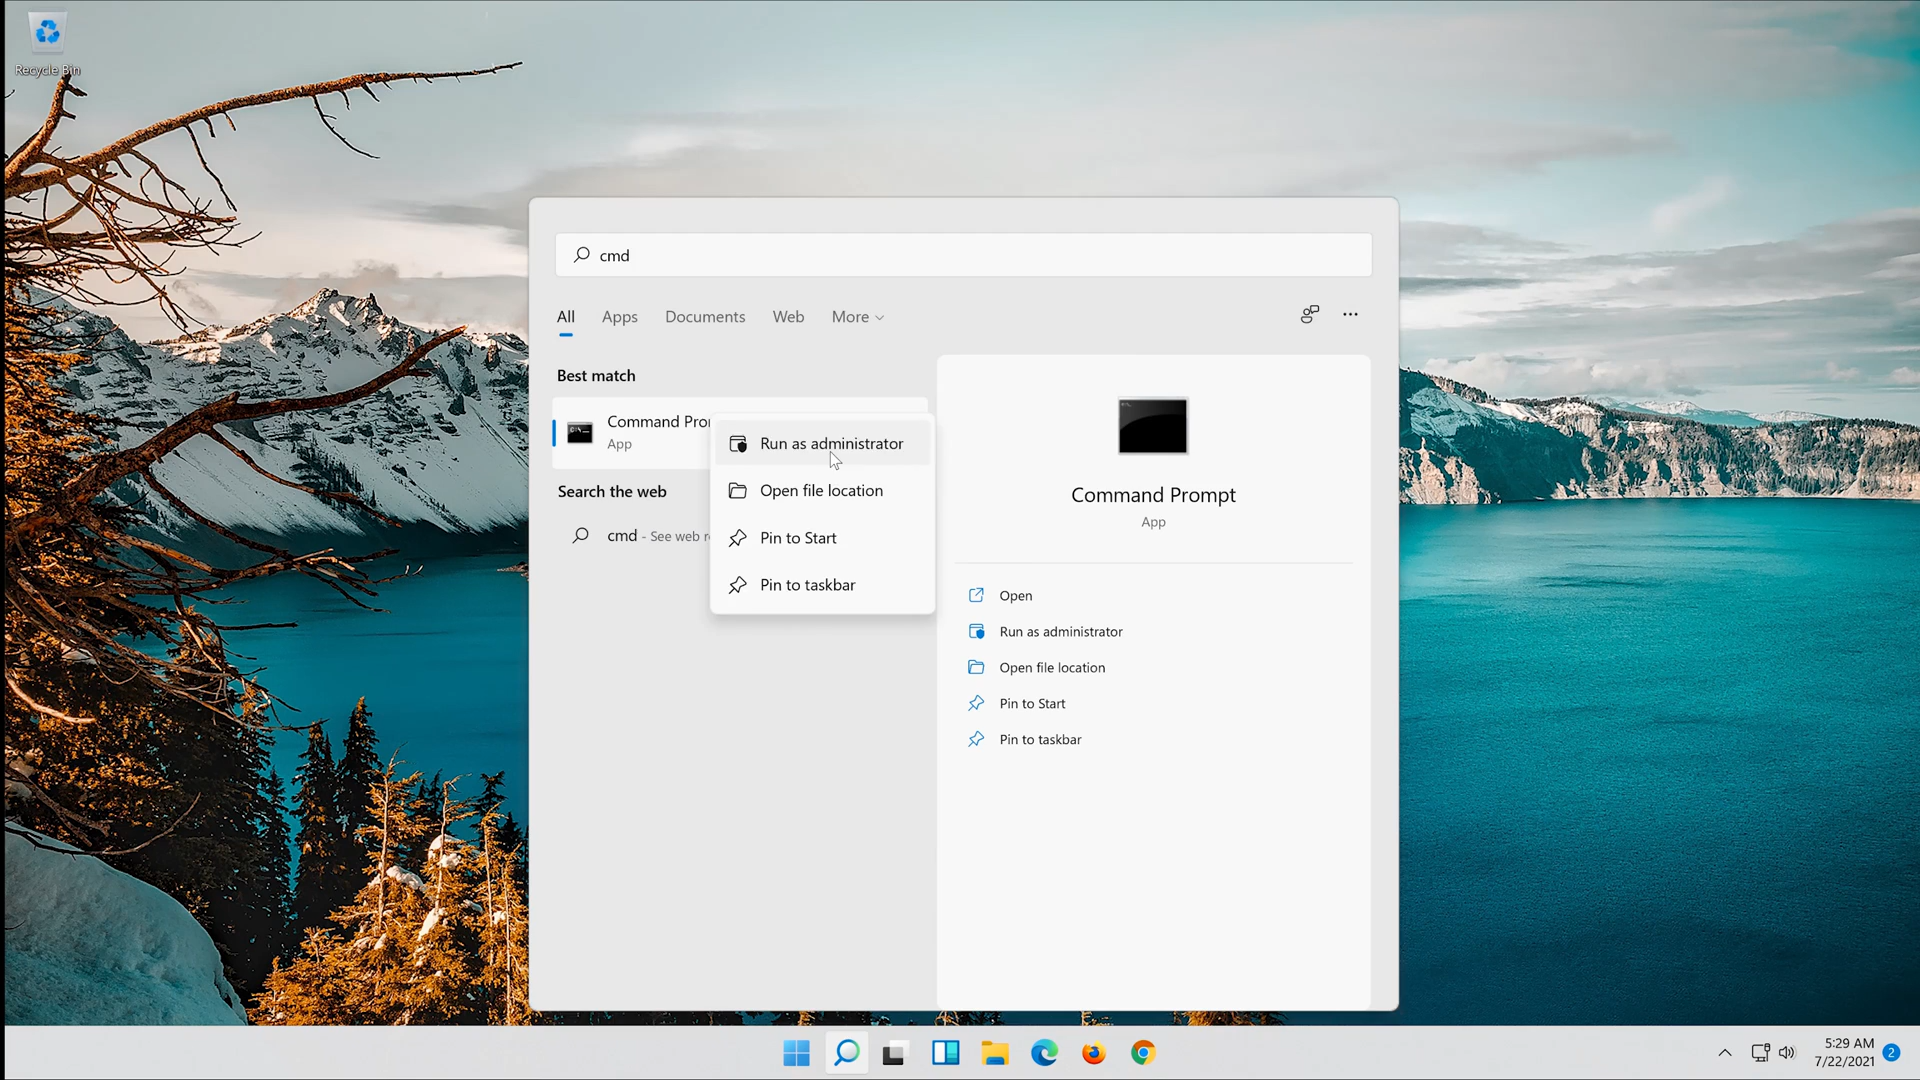 Recycle Bin
cmd
All Apps Documents Web More
Best match
Command Pro
App
Run as administrator
Open file location
Pin to Start
Pin to taskbar
Search the web
cmd - See web r
Command Prompt
App
Open
Run as administrator
Open file location
Pin to Start
Pin to taskbar
5:29 AM
7/22/2021
2